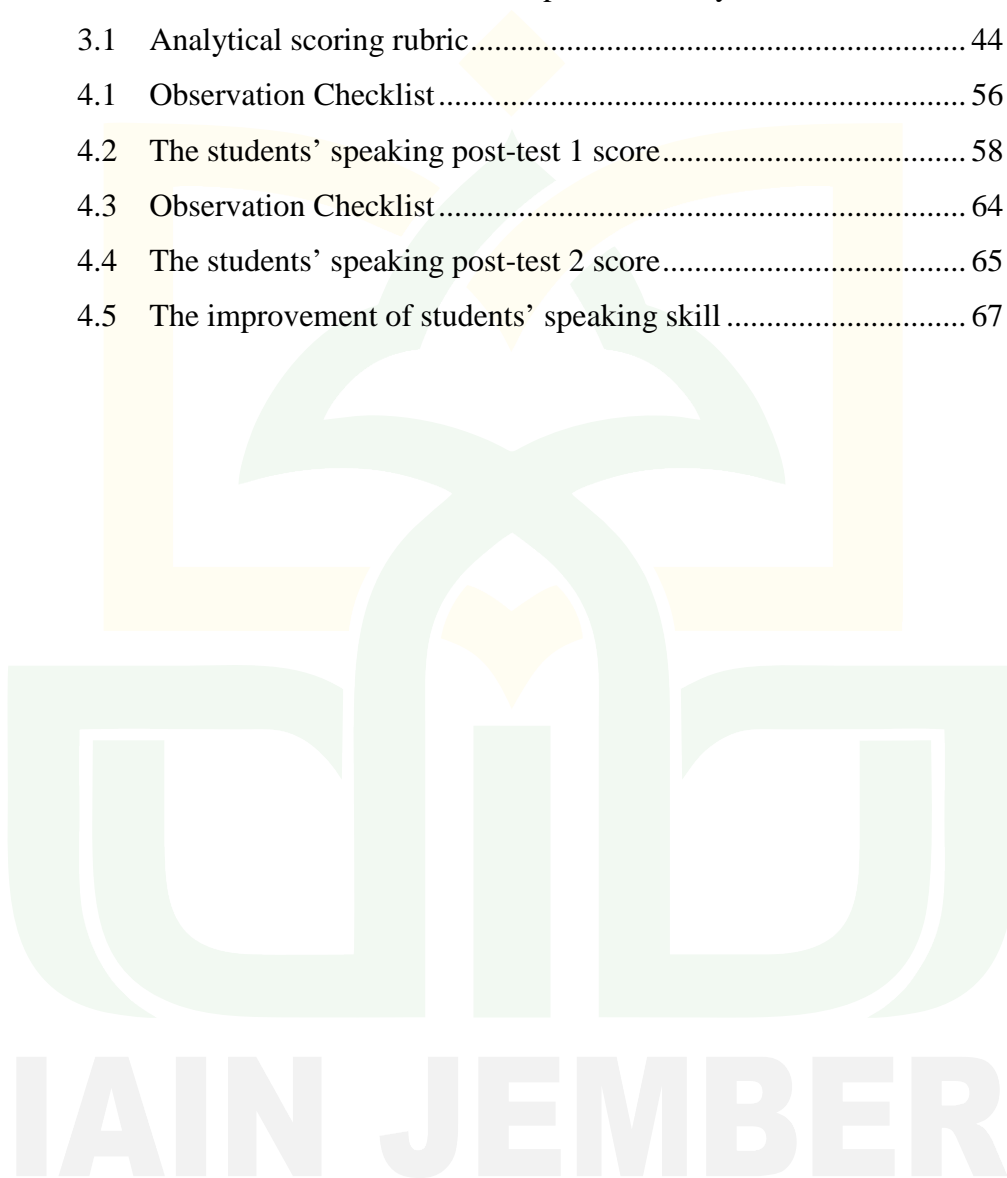 3.1 Analytical scoring rubric.................................................................... 44
4.1 Observation Checklist......................................................................... 56
4.2 The students’ speaking post-test 1 score.......................................... 58
4.3 Observation Checklist......................................................................... 64
4.4 The students’ speaking post-test 2 score.......................................... 65
4.5 The improvement of students’ speaking skill................................. 67
IAIN JEMBER